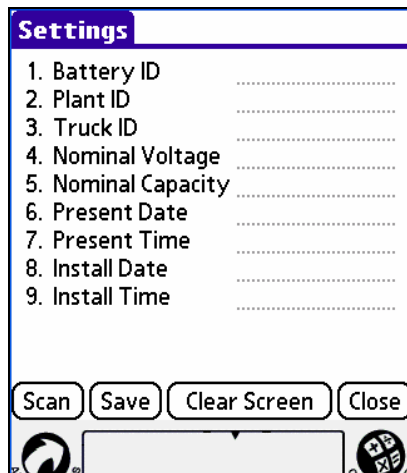 Settings
1. Battery ID
2. Plant ID
3. Truck ID
4. Nominal Voltage
5. Nominal Capacity
6. Present Date
7. Present Time
8. Install Date
9. Install Time
Scan Save Clear Screen Close